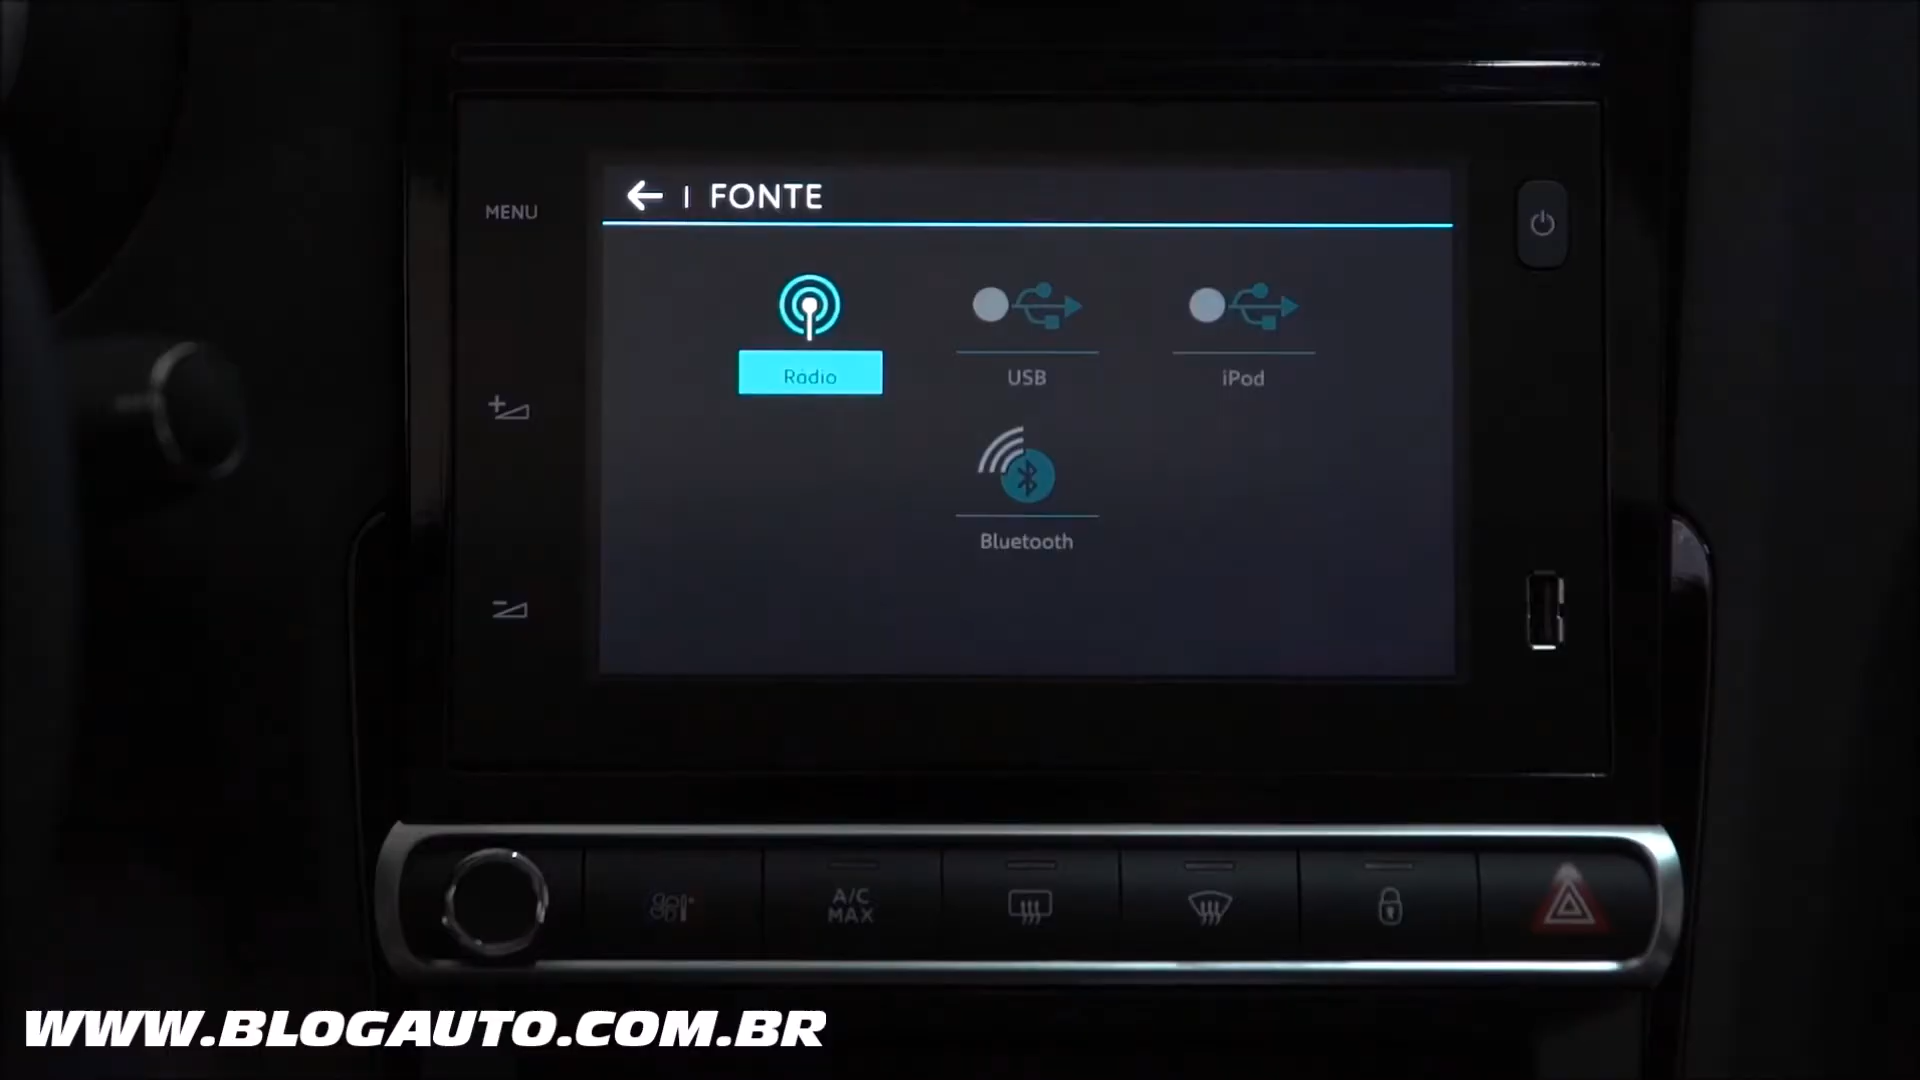 FONTE
MENU
Rádio
USB
iPod
Bluetooth
A/C
MAX
WWW.BLOGAUTO.COM.BR